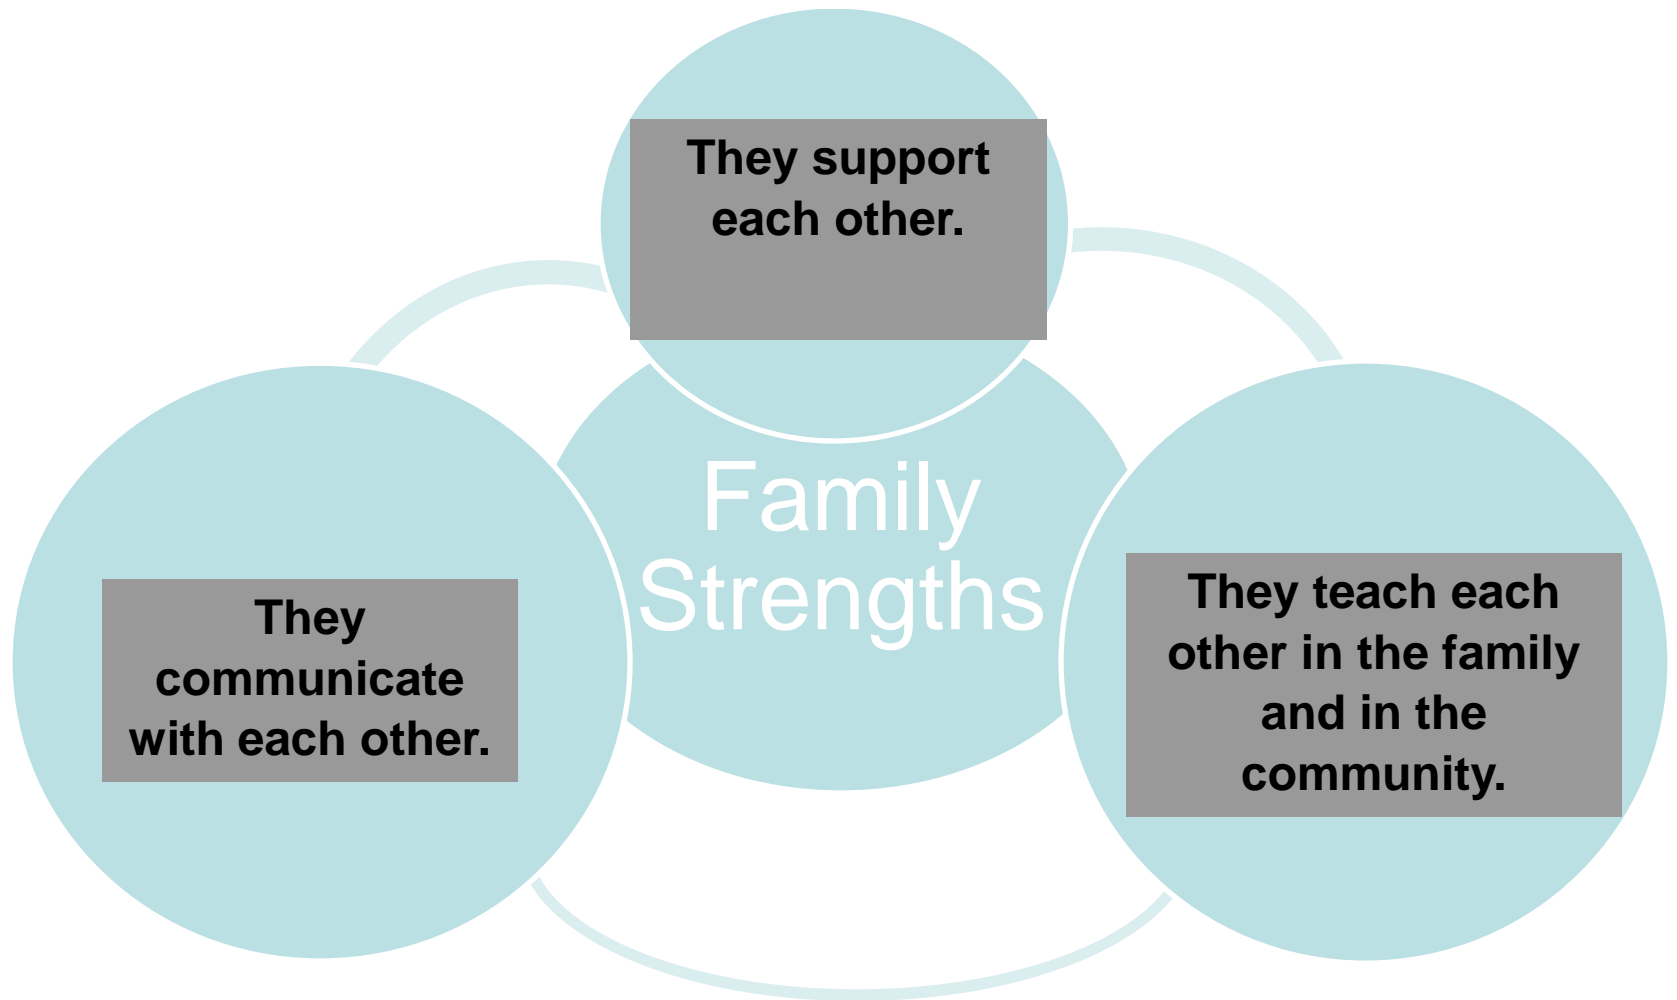 They support
each other.
Family
Strengths
They
communicate
with each other.
They teach each
other in the family
and in the
community.